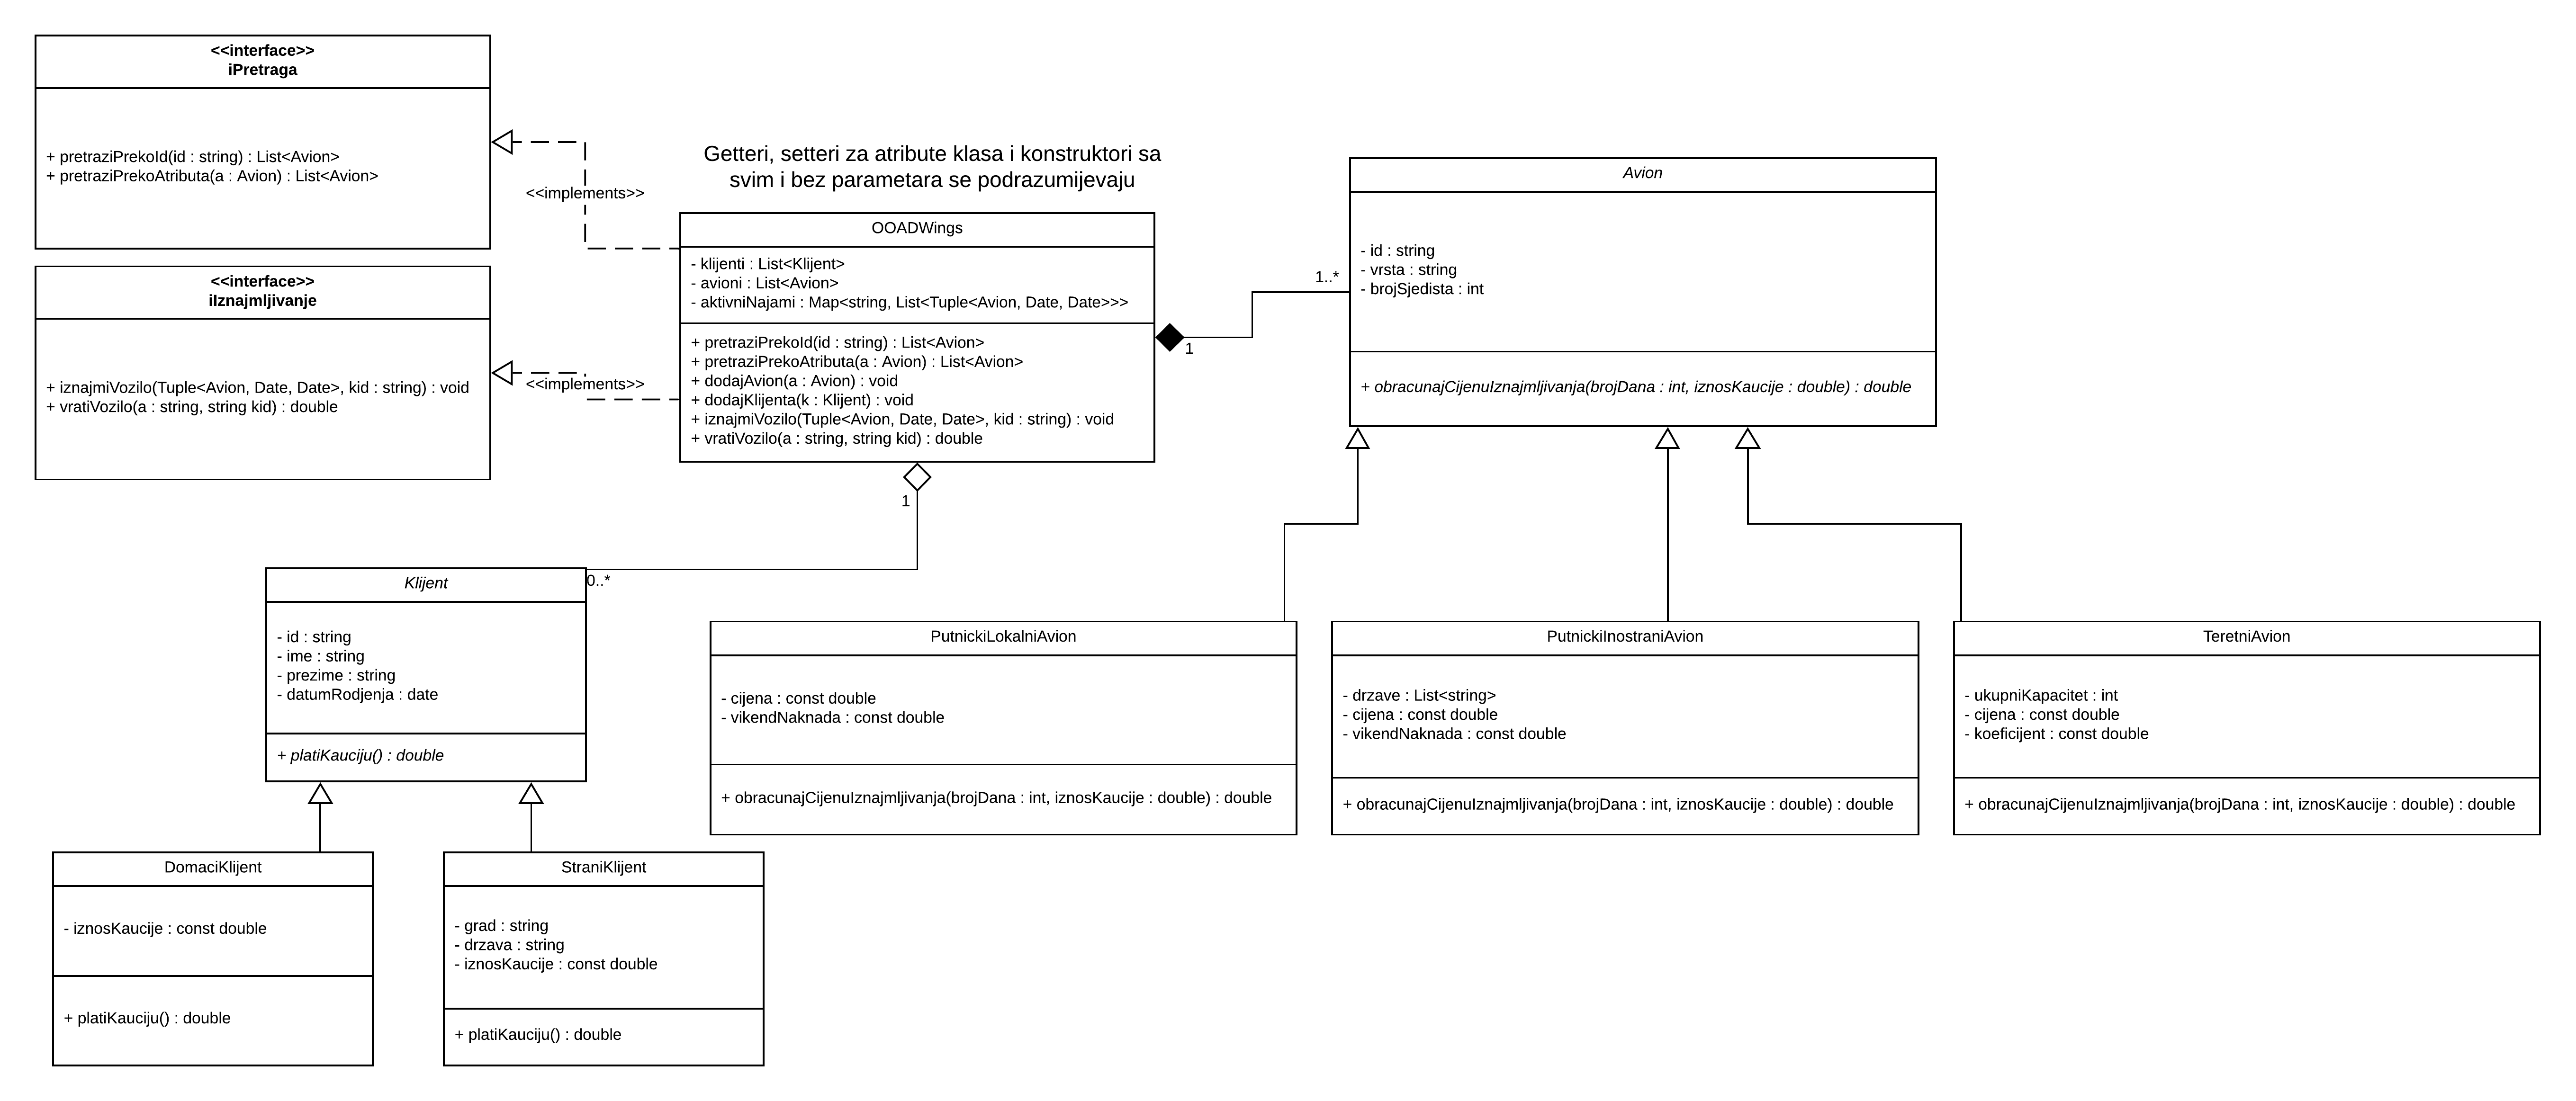 <<interface>>
iPretraga
+ pretraziPrekoId(id : string) : List<Avion>
+ pretraziPrekoAtributa(a : Avion) : List<Avion>
<<interface>>
iIznajmljivanje
+ iznajmiVozilo(Tuple<Avion, Date, Date>, kid : string) : void
+ vratiVozilo(a : string, string kid) : double
<<implements>>
<<implements>>
Getteri, setteri za atribute klasa i konstruktori sa
svim i bez parametara se podrazumijevaju
OOADWings
- klijenti : List<Klijent>
- avioni : List<Avion>
- aktivniNajami : Map<string, List<Tuple<Avion, Date, Date>>>
+ pretraziPrekoId(id : string) : List<Avion>
+ pretraziPrekoAtributa(a : Avion) : List<Avion>
+ dodajAvion(a : Avion) : void
+ dodajKlijenta(k : Klijent) : void
+ iznajmiVozilo(Tuple<Avion, Date, Date>, kid : string) : void
+ vratiVozilo(a : string, string kid) : double
1
1..*
1
0..*
Avion
- id : string
- vrsta : string
- brojSjedista : int
+ obracunajCijenuIznajmljivanja(brojDana : int, iznosKaucije : double) : double
Klijent
- id : string
- ime : string
- prezime : string
- datumRodjenja : date
+ platiKauciju() : double
PutnickiLokalniAvion
- cijena : const double
- vikendNaknada : const double
+ obracunajCijenuIznajmljivanja(brojDana : int, iznosKaucije : double) : double
PutnickiInostraniAvion
- drzave : List<string>
- cijena : const double
- vikendNaknada : const double
+ obracunajCijenuIznajmljivanja(brojDana : int, iznosKaucije : double) : double
TeretniAvion
- ukupniKapacitet : int
- cijena : const double
- koeficijent : const double
+ obracunajCijenuIznajmljivanja(brojDana : int, iznosKaucije : double) : double
DomaciKlijent
- iznosKaucije : const double
+ platiKauciju() : double
StraniKlijent
- grad : string
- drzava : string
- iznosKaucije : const double
+ platiKauciju() : double